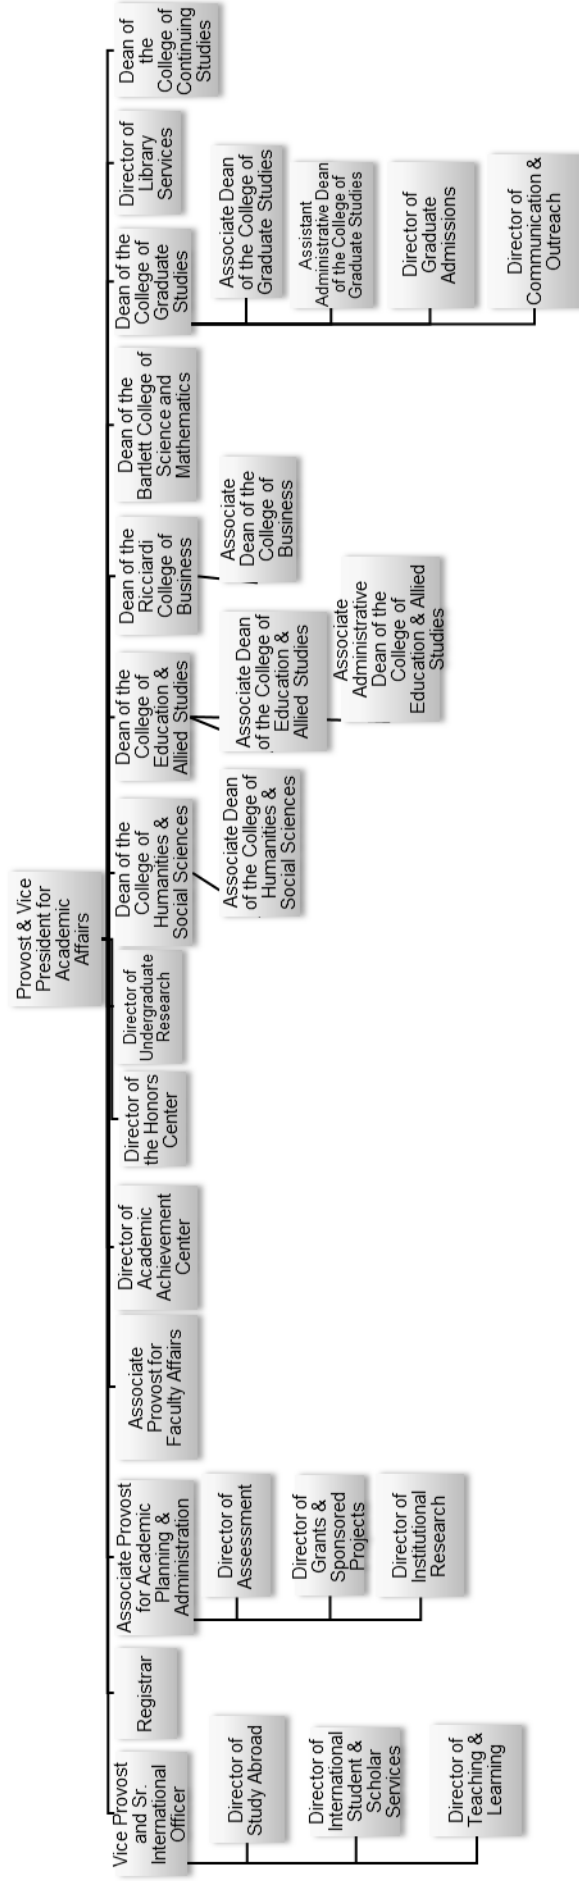 Provost & Vice
President for
Academic
Affairs
Vice Provost
and Sr.
International
Officer
Director of
Study Abroad
Director of
International
Student &
Scholar
Services
Director of
Teaching &
Learning
Registrar
Associate Provost
for Academic
Planning &
Administration
Director of
Assessment
Director of
Grants &
Sponsored
Projects
Director of
Institutional
Research
Associate
Provost for
Faculty Affairs
Director of
Academic
Achievement
Center
Director of
the Honors
Center
Director of
Undergraduate
Research
Dean of the
College of
Humanities &
Social Sciences
Associate Dean
of the College of
Humanities &
Social Sciences
Dean of the
College of
Education &
Allied Studies
Associate Dean
of the College of
Education &
Allied Studies
Associate
Administrative
Dean of the
College of
Education & Allied
Studies
Dean of the
Ricciardi
College of
Business
Associate
Dean of the
College of
Business
Dean of the
Bartlett College of
Science and
Mathematics
Dean of the
College of
Graduate
Studies
Associate Dean
of the College of
Graduate Studies
Assistant
Administrative Dean
of the College of
Graduate Studies
Director of
Graduate
Admissions
Director of
Communication &
Outreach
Director of
Library
Services
Dean of
the
College of
Continuing
Studies